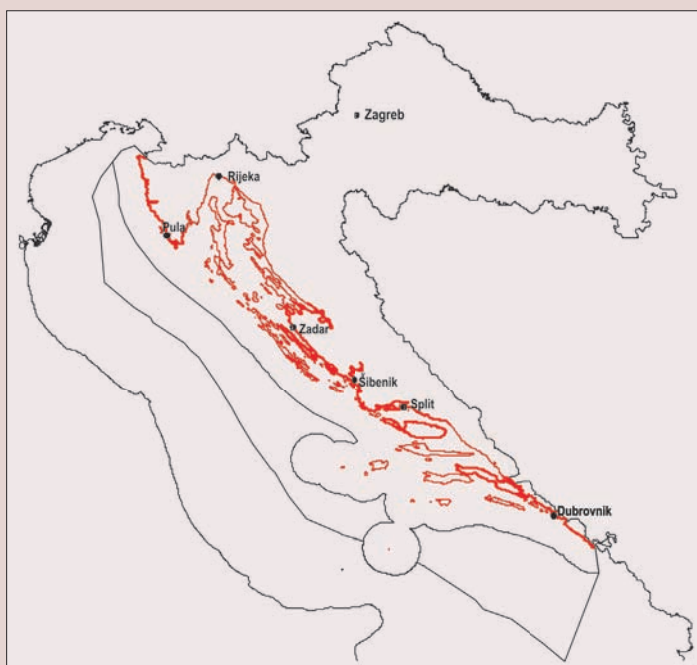 Zagreb
Rijeka
Pula
Zadar
Šibenik
Split
Dubrovnik